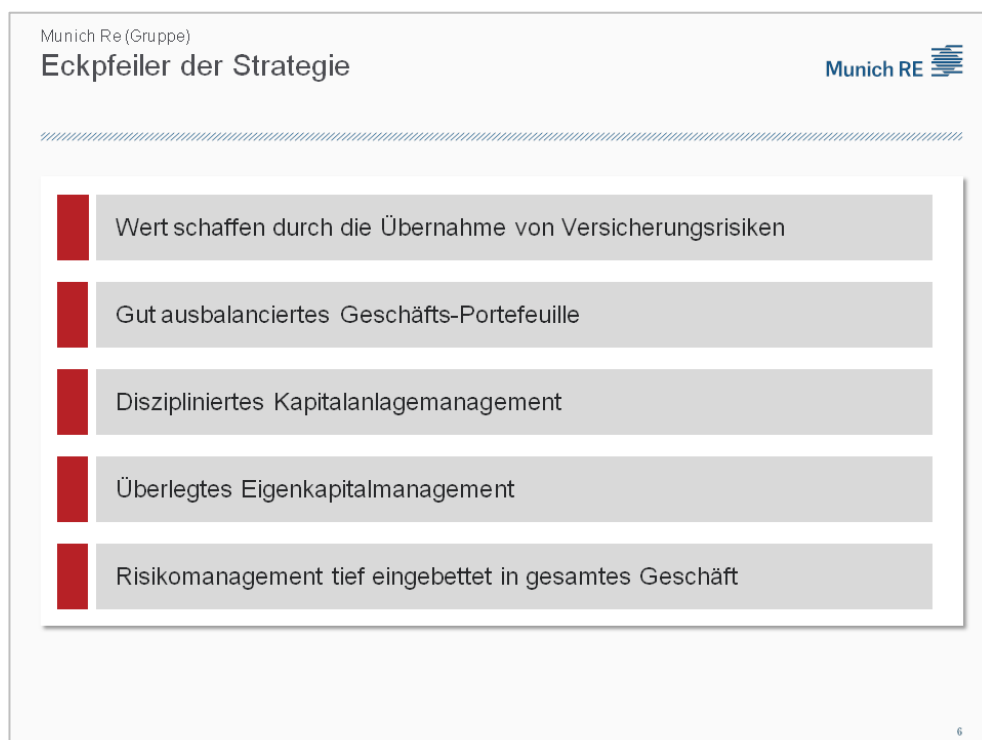 Munich Re (Gruppe)
Eckpfeiler der Strategie
Munich RE
Wert schaffen durch die Übernahme von Versicherungsrisiken
Gut ausbalanciertes Geschäfts-Portefeuille
Diszipliniertes Kapitalanlagemanagement
Überlegtes Eigenkapitalmanagement
Risikomanagement tief eingebettet in gesamtes Geschäft
6